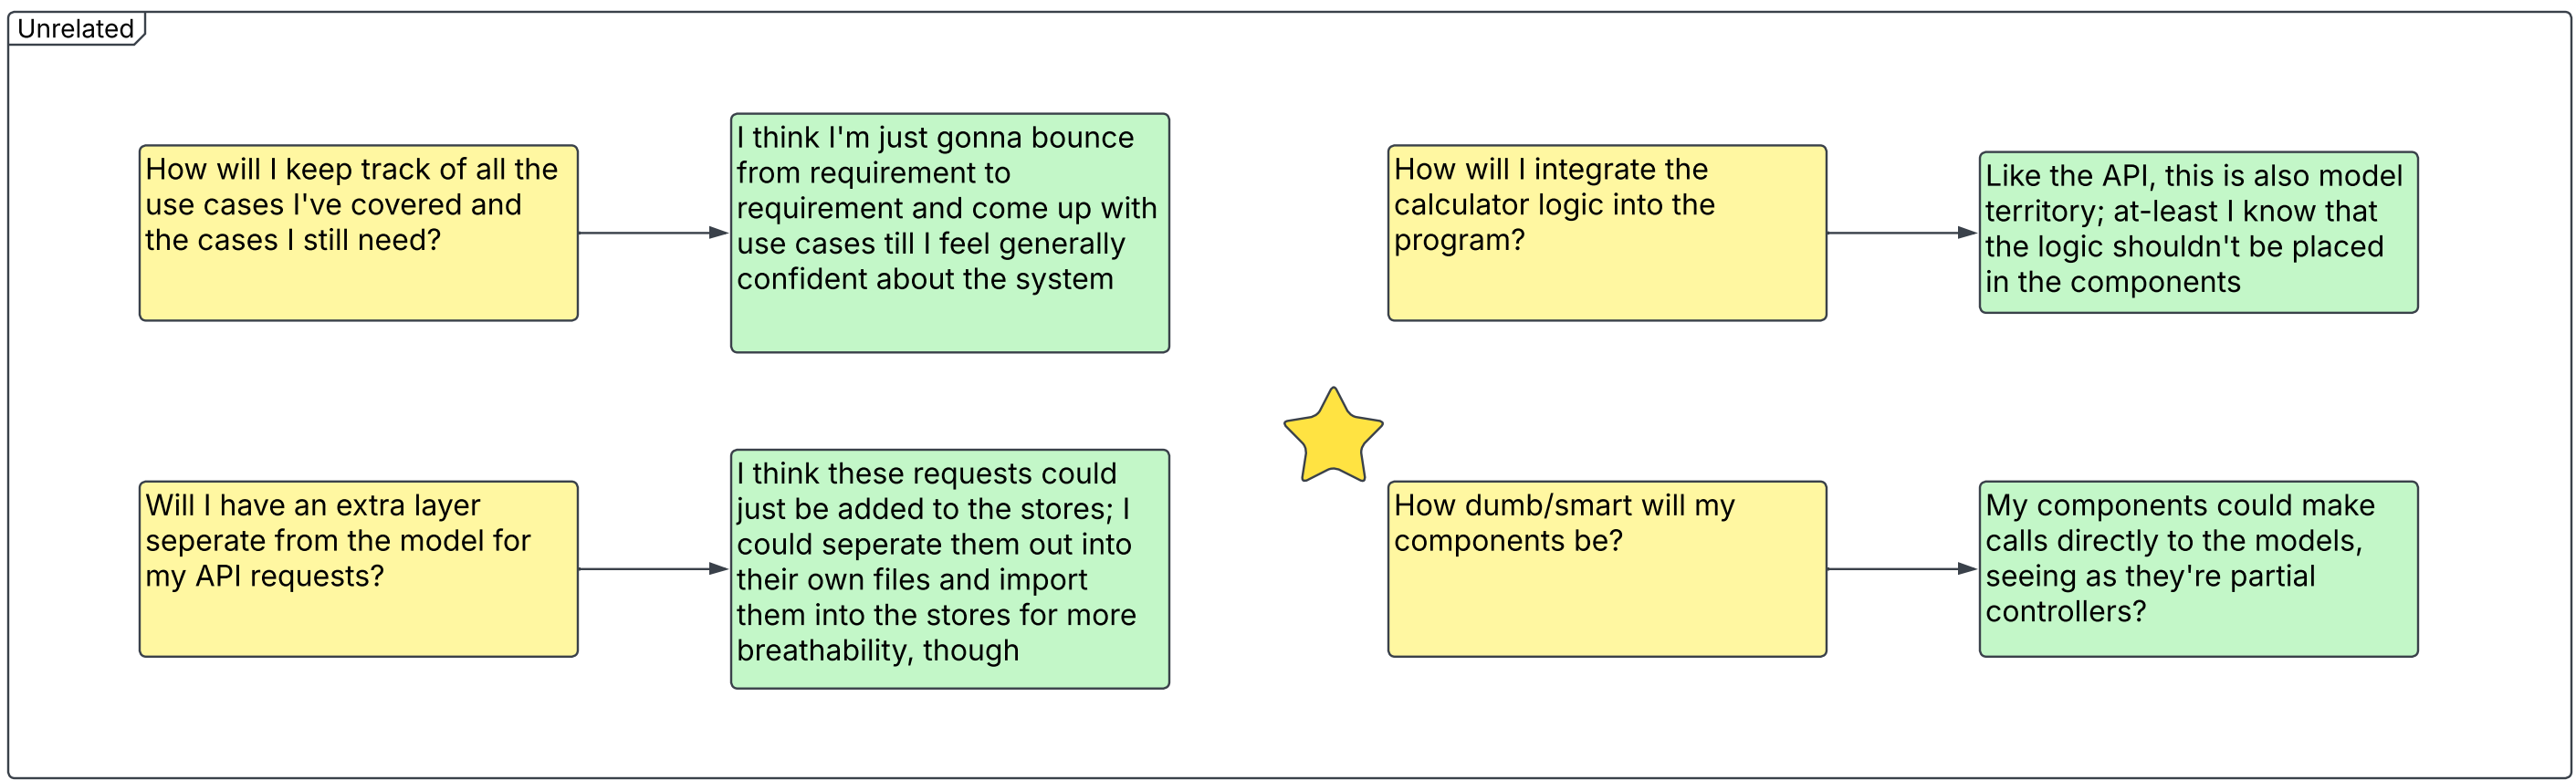 Unrelated
How will I keep track of all the
use cases I've covered and
the cases I still need?
I think I'm just gonna bounce
from requirement to
requirement and come up with
use cases till I feel generally
confident about the system
How will I integrate the
calculator logic into the
program?
Like the API, this is also model
territory; at-least I know that
the logic shouldn't be placed
in the components
Will I have an extra layer
seperate from the model for
my API requests?
I think these requests could
just be added to the stores; I
could seperate them out into
their own files and import
them into the stores for more
breathability, though
How dumb/smart will my
components be?
My components could make
calls directly to the models,
seeing as they're partial
controllers?